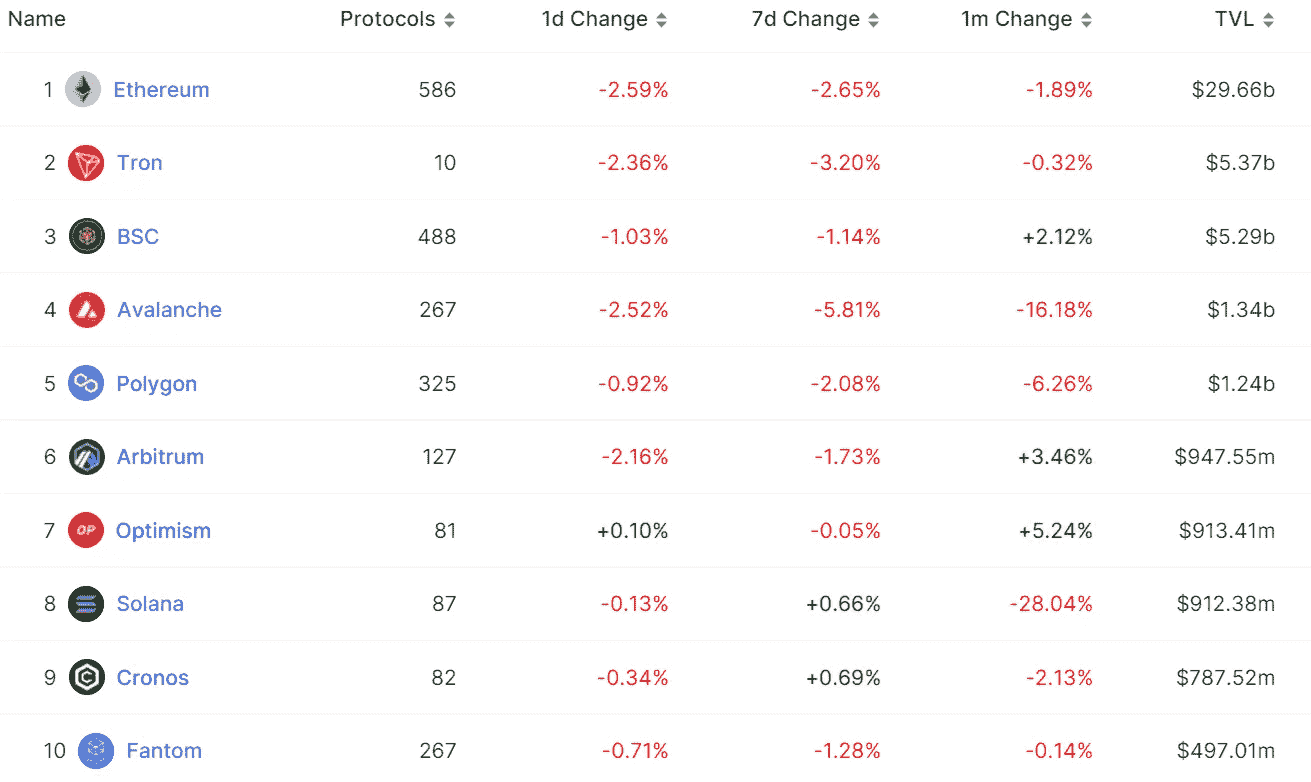 Name Protocols 1d Change 7d Change 1m Change TVL
1 Ethereum 586 -2.59% -2.65% -1.89% $29.66b
2 Tron 10 -2.36% -3.20% -0.32% $5.37b
3 BSC 488 -1.03% -1.14% +2.12% $5.29b
4 Avalanche 267 -2.52% -5.81% -16.18% $1.34b
5 Polygon 325 -0.92% -2.08% -6.26% $1.24b
6 Arbitrum 127 -2.16% -1.73% +3.46% $947.55m
7 OP Optimism 81 +0.10% -0.05% +5.24% $913.41m
8 Solana 87 -0.13% +0.66% -28.04% $912.38m
9 Cronos 82 -0.34% +0.69% -2.13% $787.52m
10 Fantom 267 -0.71% -1.28% -0.14% $497.01m